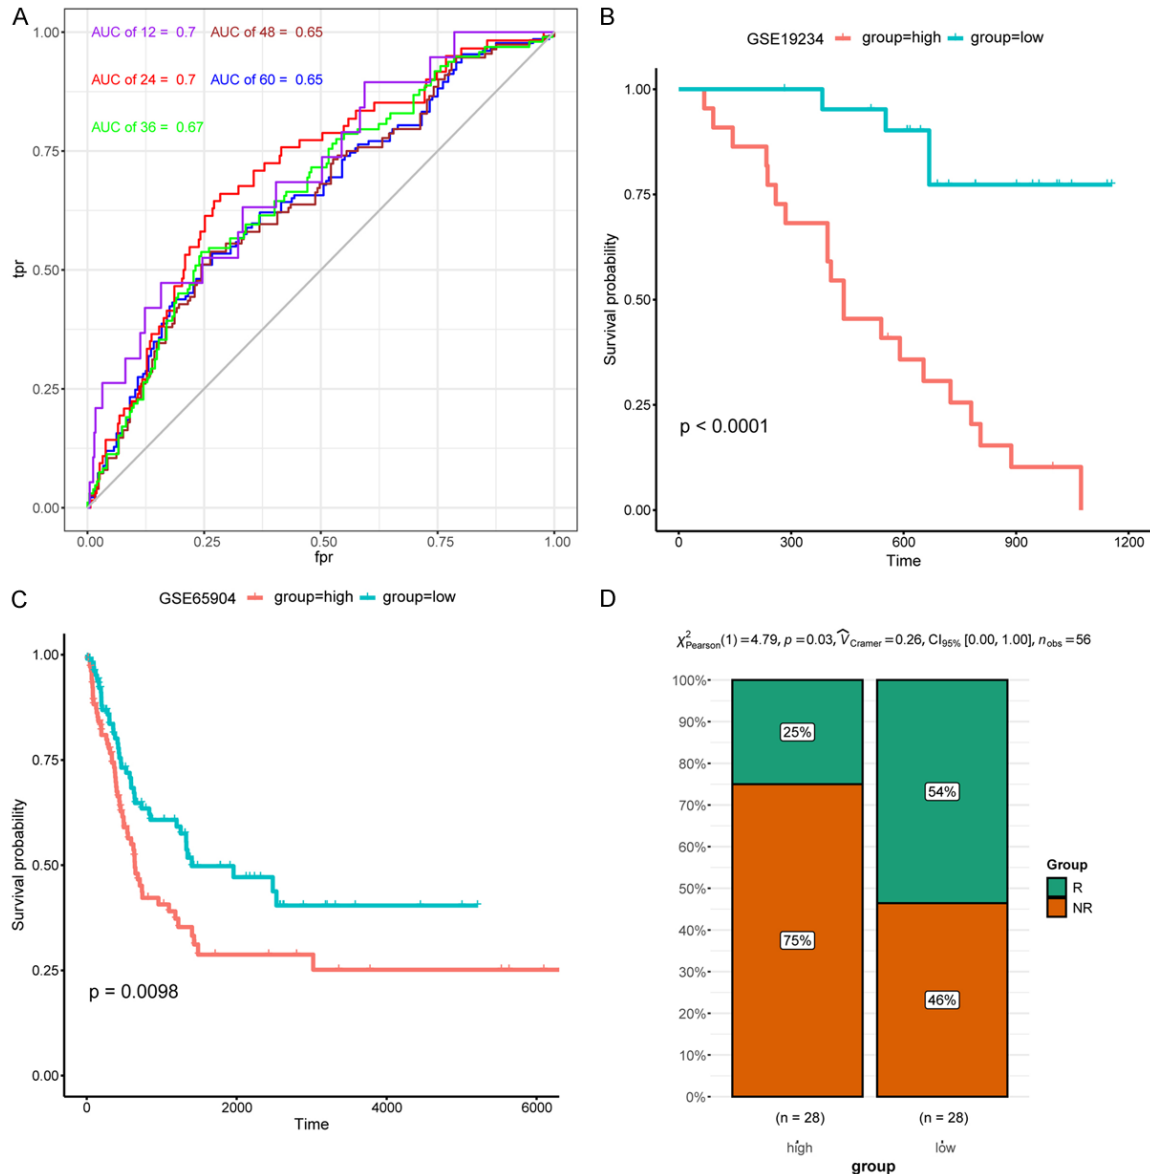 A
AUC of 12 = 0.7
AUC of 48 = 0.65
AUC of 24 = 0.7
AUC of 60 = 0.65
AUC of 36 = 0.67
1.00
0.75
0.50
0.25
0.00
tpr
0.00 0.25 0.50 0.75 1.00
fpr
B
GSE19234 group=high group=low
1.00
0.75
0.50
0.25
0.00
Survival probability
p < 0.0001
0 300 600 900 1200
Time
C
GSE65904 group=high group=low
1.00
0.75
0.50
0.25
0.00
Survival probability
p = 0.0098
0 2000 4000 6000
Time
D
χ²Pearson(1) = 4.79, p = 0.03, V̂Cramer = 0.26, CI95% [0.00, 1.00], nobs = 56
100%
90%
80%
70%
60%
50%
40%
30%
20%
10%
0%
25%
75%
54%
46%
(n = 28) (n = 28)
high low
group
Group
R
NR